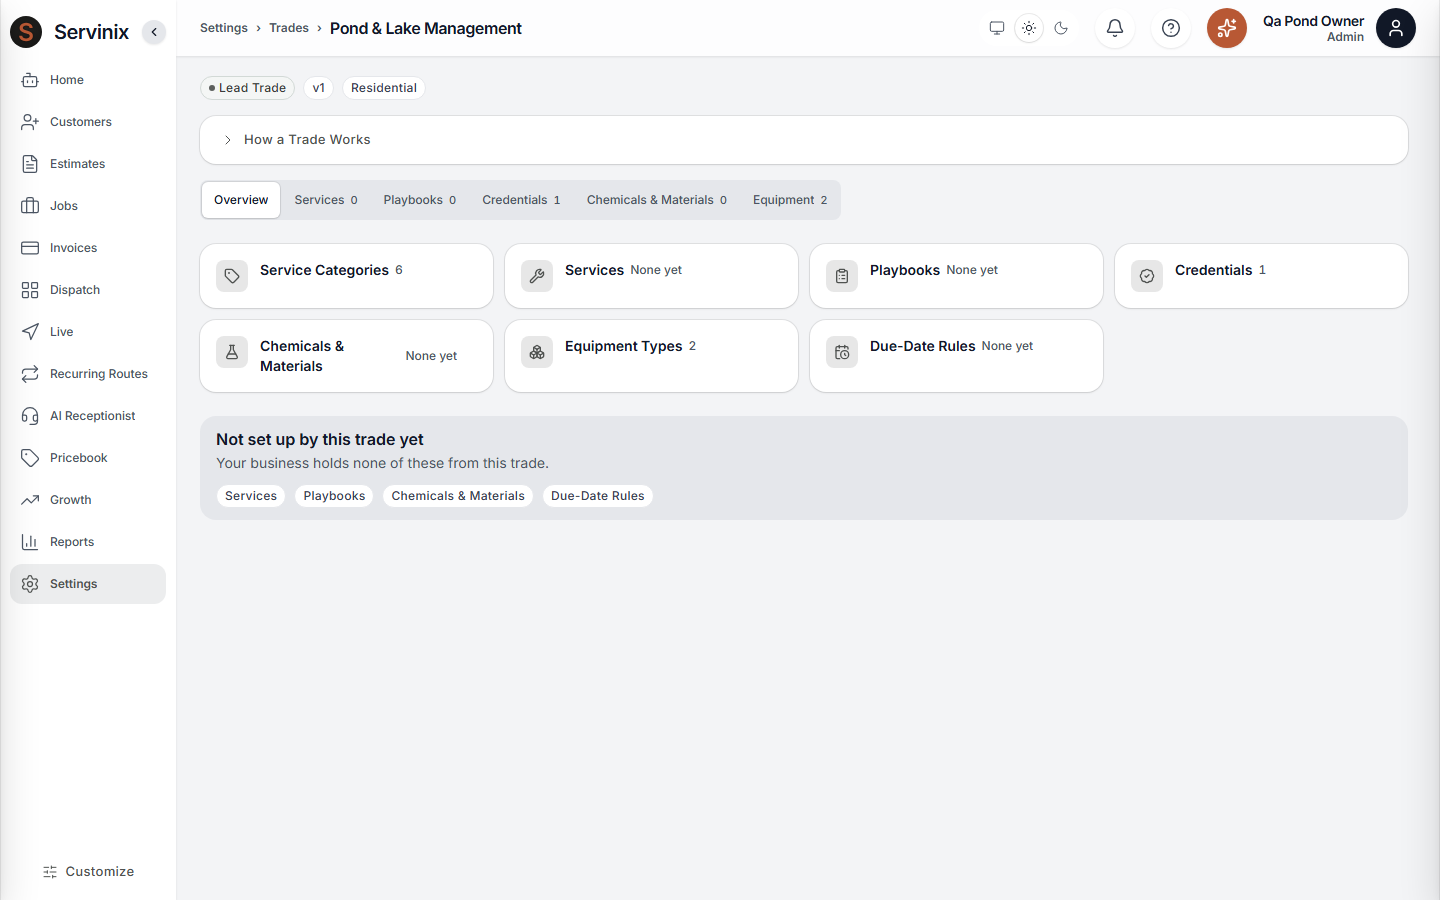 S Servinix
Settings › Trades › Pond & Lake Management
Qa Pond Owner
Admin
Home
Customers
Estimates
Jobs
Invoices
Dispatch
Live
Recurring Routes
AI Receptionist
Pricebook
Growth
Reports
Settings
Customize
Lead Trade v1 Residential
How a Trade Works
Overview Services 0 Playbooks 0 Credentials 1 Chemicals & Materials 0 Equipment 2
Service Categories 6
Services None yet
Playbooks None yet
Credentials 1
Chemicals &
Materials
None yet
Equipment Types 2
Due-Date Rules None yet
Not set up by this trade yet
Your business holds none of these from this trade.
Services Playbooks Chemicals & Materials Due-Date Rules